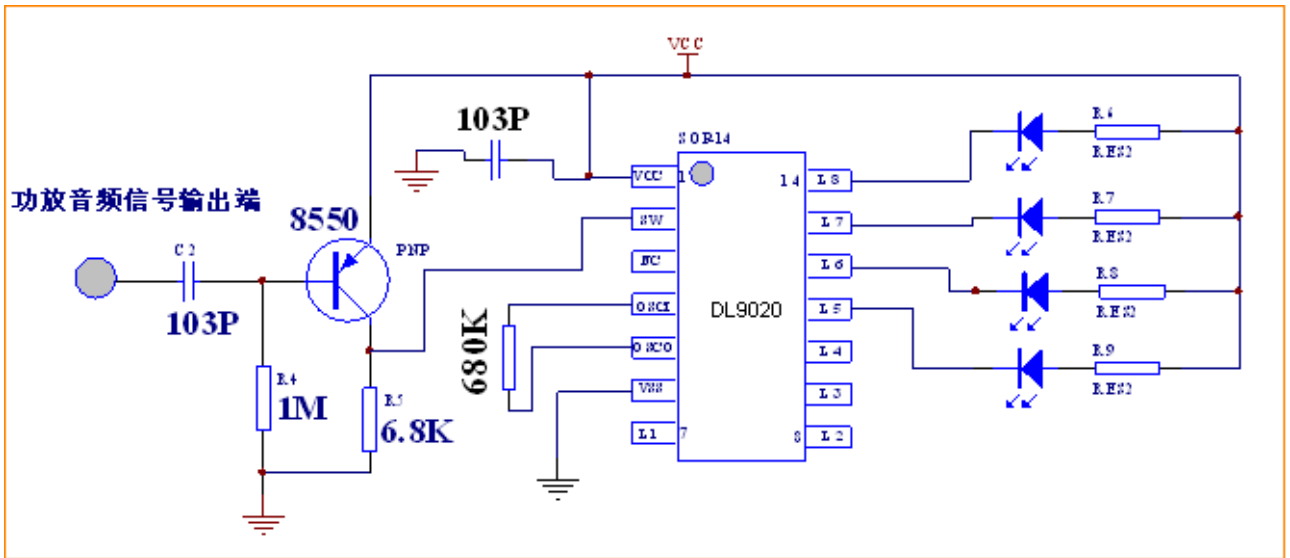 VCC
103P
SOP.14
功放音频信号输出端
8550
PNP
C2
103P
R4
1M
R5
6.8K
680K
VCC
1
SW
NC
OSCI
OSCO
VSS
L1
7
DL9020
14
L8
L7
L6
L5
L4
L3
8
L2
R6
RES2
R7
RES2
R8
RES2
R9
RES2